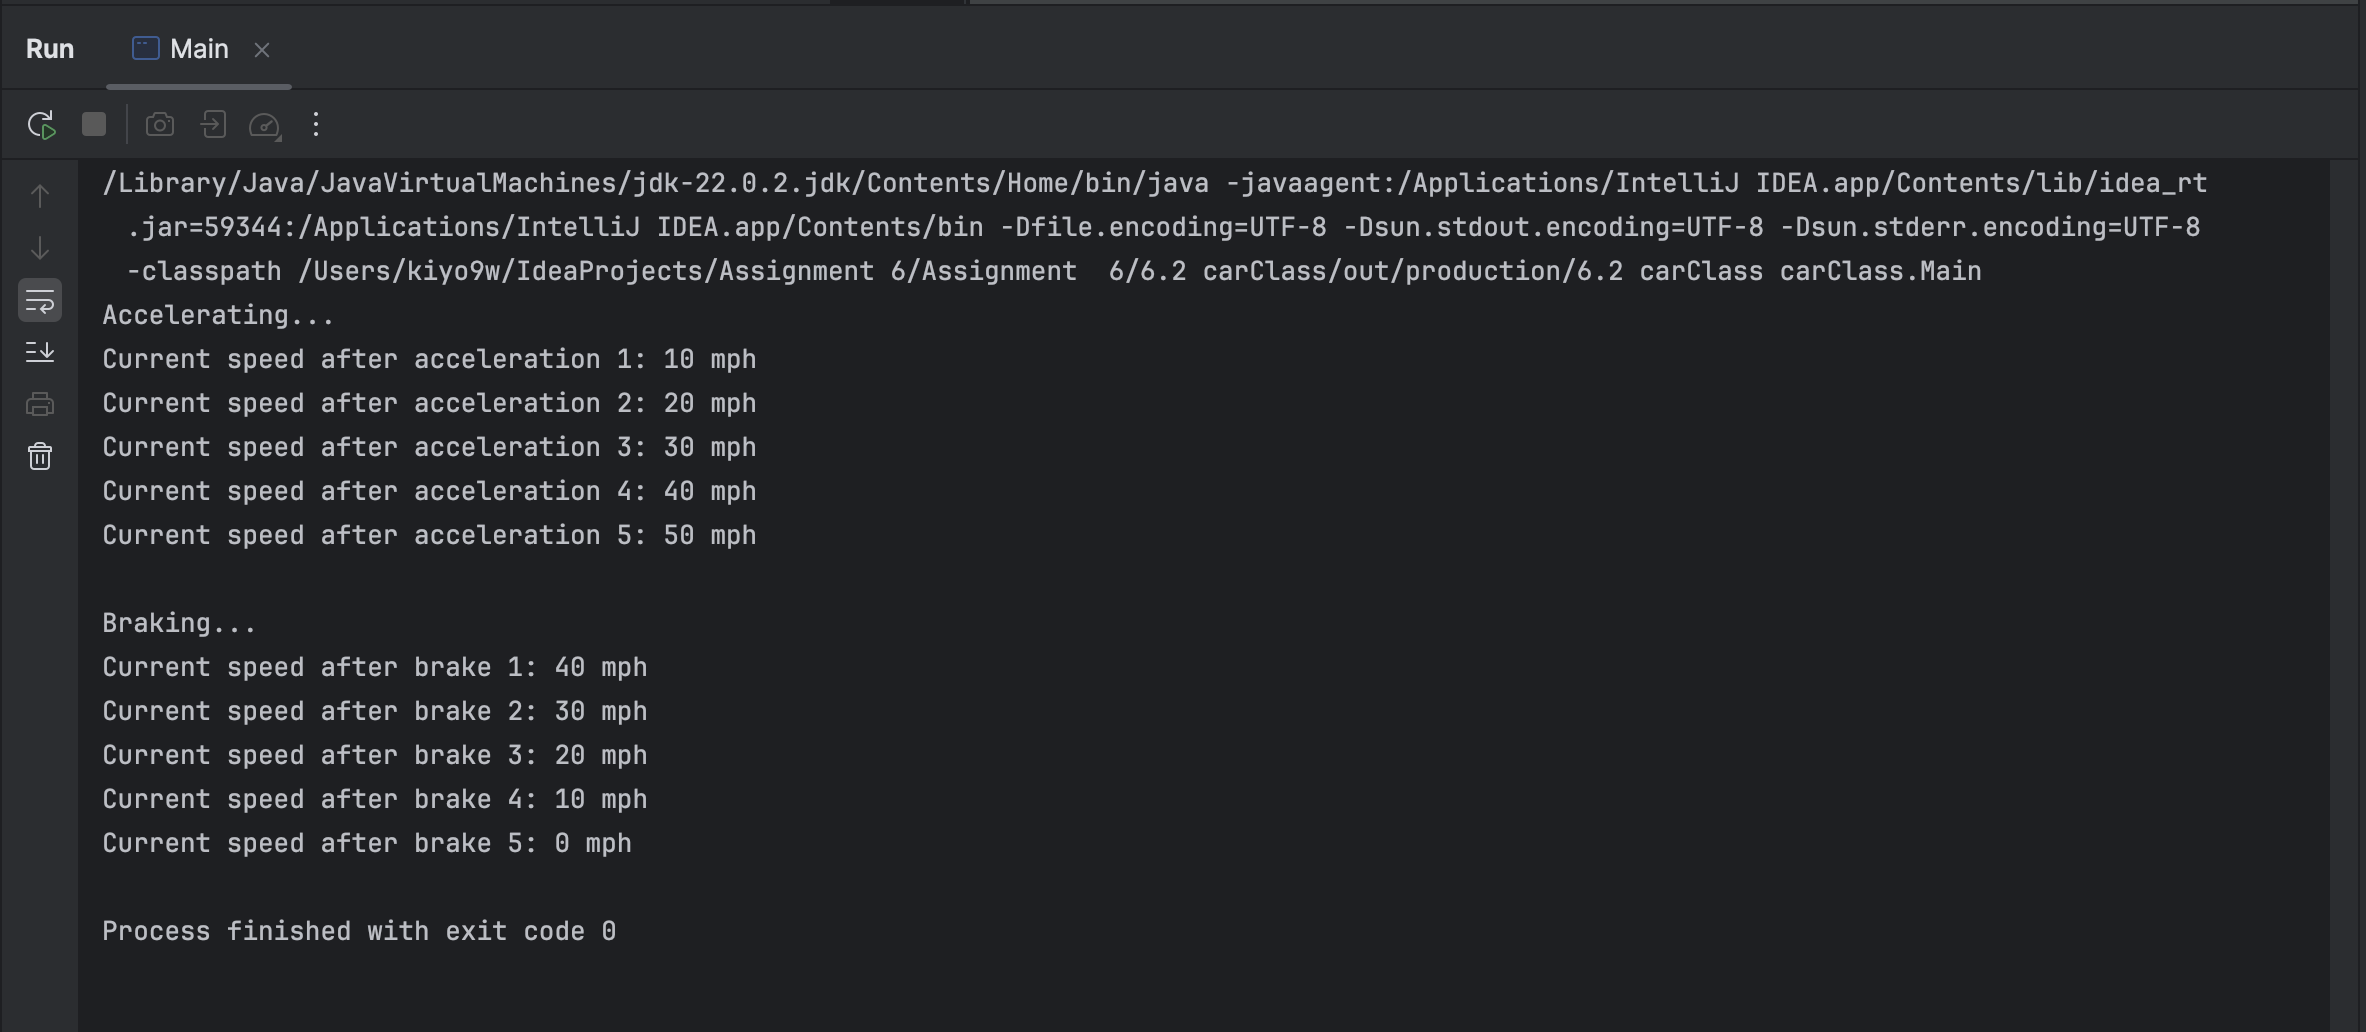 Run Main
/Library/Java/JavaVirtualMachines/jdk-22.0.2.jdk/Contents/Home/bin/java -javaagent:/Applications/IntelliJ IDEA.app/Contents/lib/idea_rt
.jar=59344:/Applications/IntelliJ IDEA.app/Contents/bin -Dfile.encoding=UTF-8 -Dsun.stdout.encoding=UTF-8 -Dsun.stderr.encoding=UTF-8
-classpath /Users/kiyo9w/IdeaProjects/Assignment 6/Assignment  6/6.2 carClass/out/production/6.2 carClass carClass.Main
Accelerating...
Current speed after acceleration 1: 10 mph
Current speed after acceleration 2: 20 mph
Current speed after acceleration 3: 30 mph
Current speed after acceleration 4: 40 mph
Current speed after acceleration 5: 50 mph
Braking...
Current speed after brake 1: 40 mph
Current speed after brake 2: 30 mph
Current speed after brake 3: 20 mph
Current speed after brake 4: 10 mph
Current speed after brake 5: 0 mph
Process finished with exit code 0